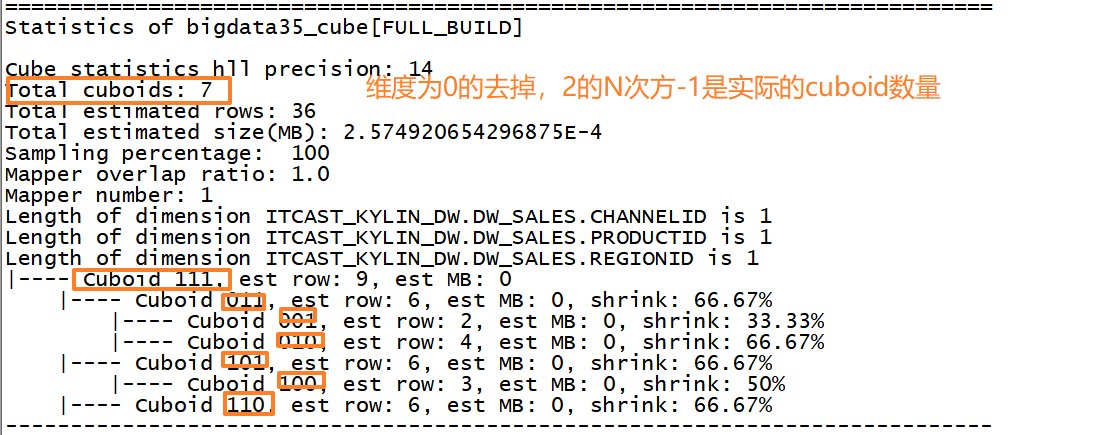 Statistics of bigdata35_cube[FULL_BUILD]
Cube statistics hll precision: 14
Total cuboids: 7
维度为0的去掉，2的N次方-1是实际的cuboid数量
Total estimated rows: 36
Total estimated size(MB): 2.574920654296875E-4
Sampling percentage:  100
Mapper overlap ratio: 1.0
Mapper number: 1
Length of dimension ITCAST_KYLIN_DW.DW_SALES.CHANNELID is 1
Length of dimension ITCAST_KYLIN_DW.DW_SALES.PRODUCTID is 1
Length of dimension ITCAST_KYLIN_DW.DW_SALES.REGIONID is 1
|---- Cuboid 111, est row: 9, est MB: 0
    |---- Cuboid 011, est row: 6, est MB: 0, shrink: 66.67%
        |---- Cuboid 001, est row: 2, est MB: 0, shrink: 33.33%
        |---- Cuboid 010, est row: 4, est MB: 0, shrink: 66.67%
    |---- Cuboid 101, est row: 6, est MB: 0, shrink: 66.67%
        |---- Cuboid 100, est row: 3, est MB: 0, shrink: 50%
    |---- Cuboid 110, est row: 6, est MB: 0, shrink: 66.67%